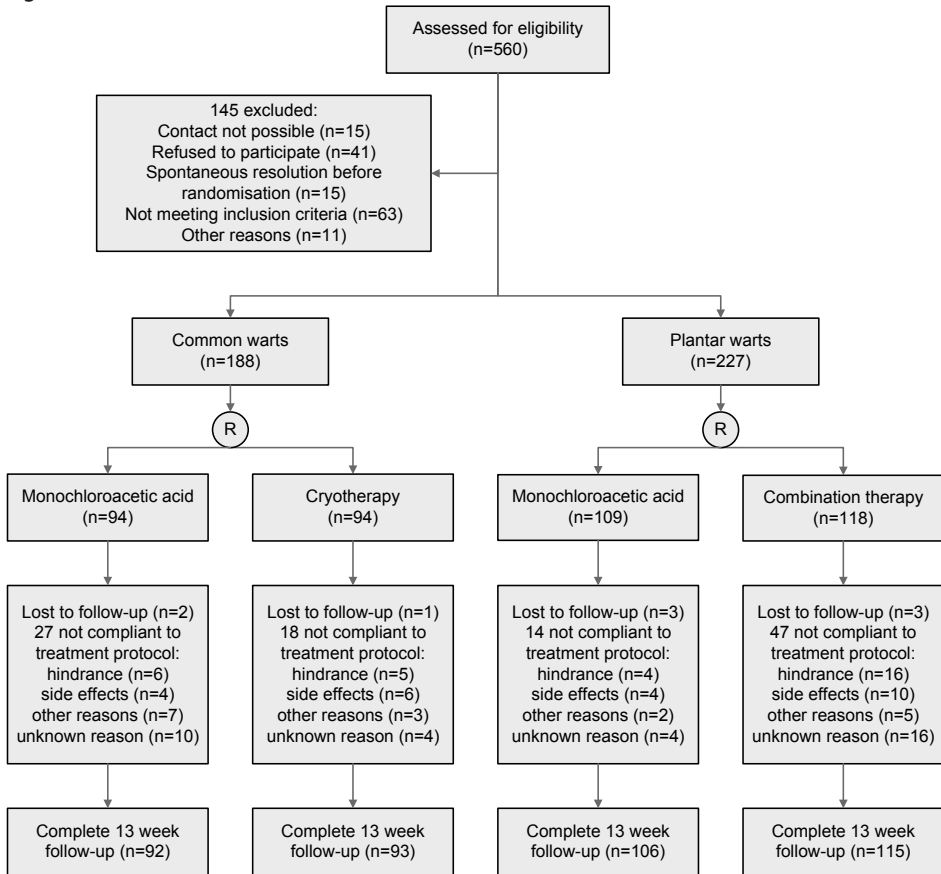 Assessed for eligibility
(n=560)
145 excluded:
Contact not possible (n=15)
Refused to participate (n=41)
Spontaneous resolution before
randomisation (n=15)
Not meeting inclusion criteria (n=63)
Other reasons (n=11)
Common warts
(n=188)
Plantar warts
(n=227)
R
R
Monochloroacetic acid
(n=94)
Cryotherapy
(n=94)
Monochloroacetic acid
(n=109)
Combination therapy
(n=118)
Lost to follow-up (n=2)
27 not compliant to
treatment protocol:
hindrance (n=6)
side effects (n=4)
other reasons (n=7)
unknown reason (n=10)
Lost to follow-up (n=1)
18 not compliant to
treatment protocol:
hindrance (n=5)
side effects (n=6)
other reasons (n=3)
unknown reason (n=4)
Lost to follow-up (n=3)
14 not compliant to
treatment protocol:
hindrance (n=4)
side effects (n=4)
other reasons (n=2)
unknown reason (n=4)
Lost to follow-up (n=3)
47 not compliant to
treatment protocol:
hindrance (n=16)
side effects (n=10)
other reasons (n=5)
unknown reason (n=16)
Complete 13 week
follow-up (n=92)
Complete 13 week
follow-up (n=93)
Complete 13 week
follow-up (n=106)
Complete 13 week
follow-up (n=115)